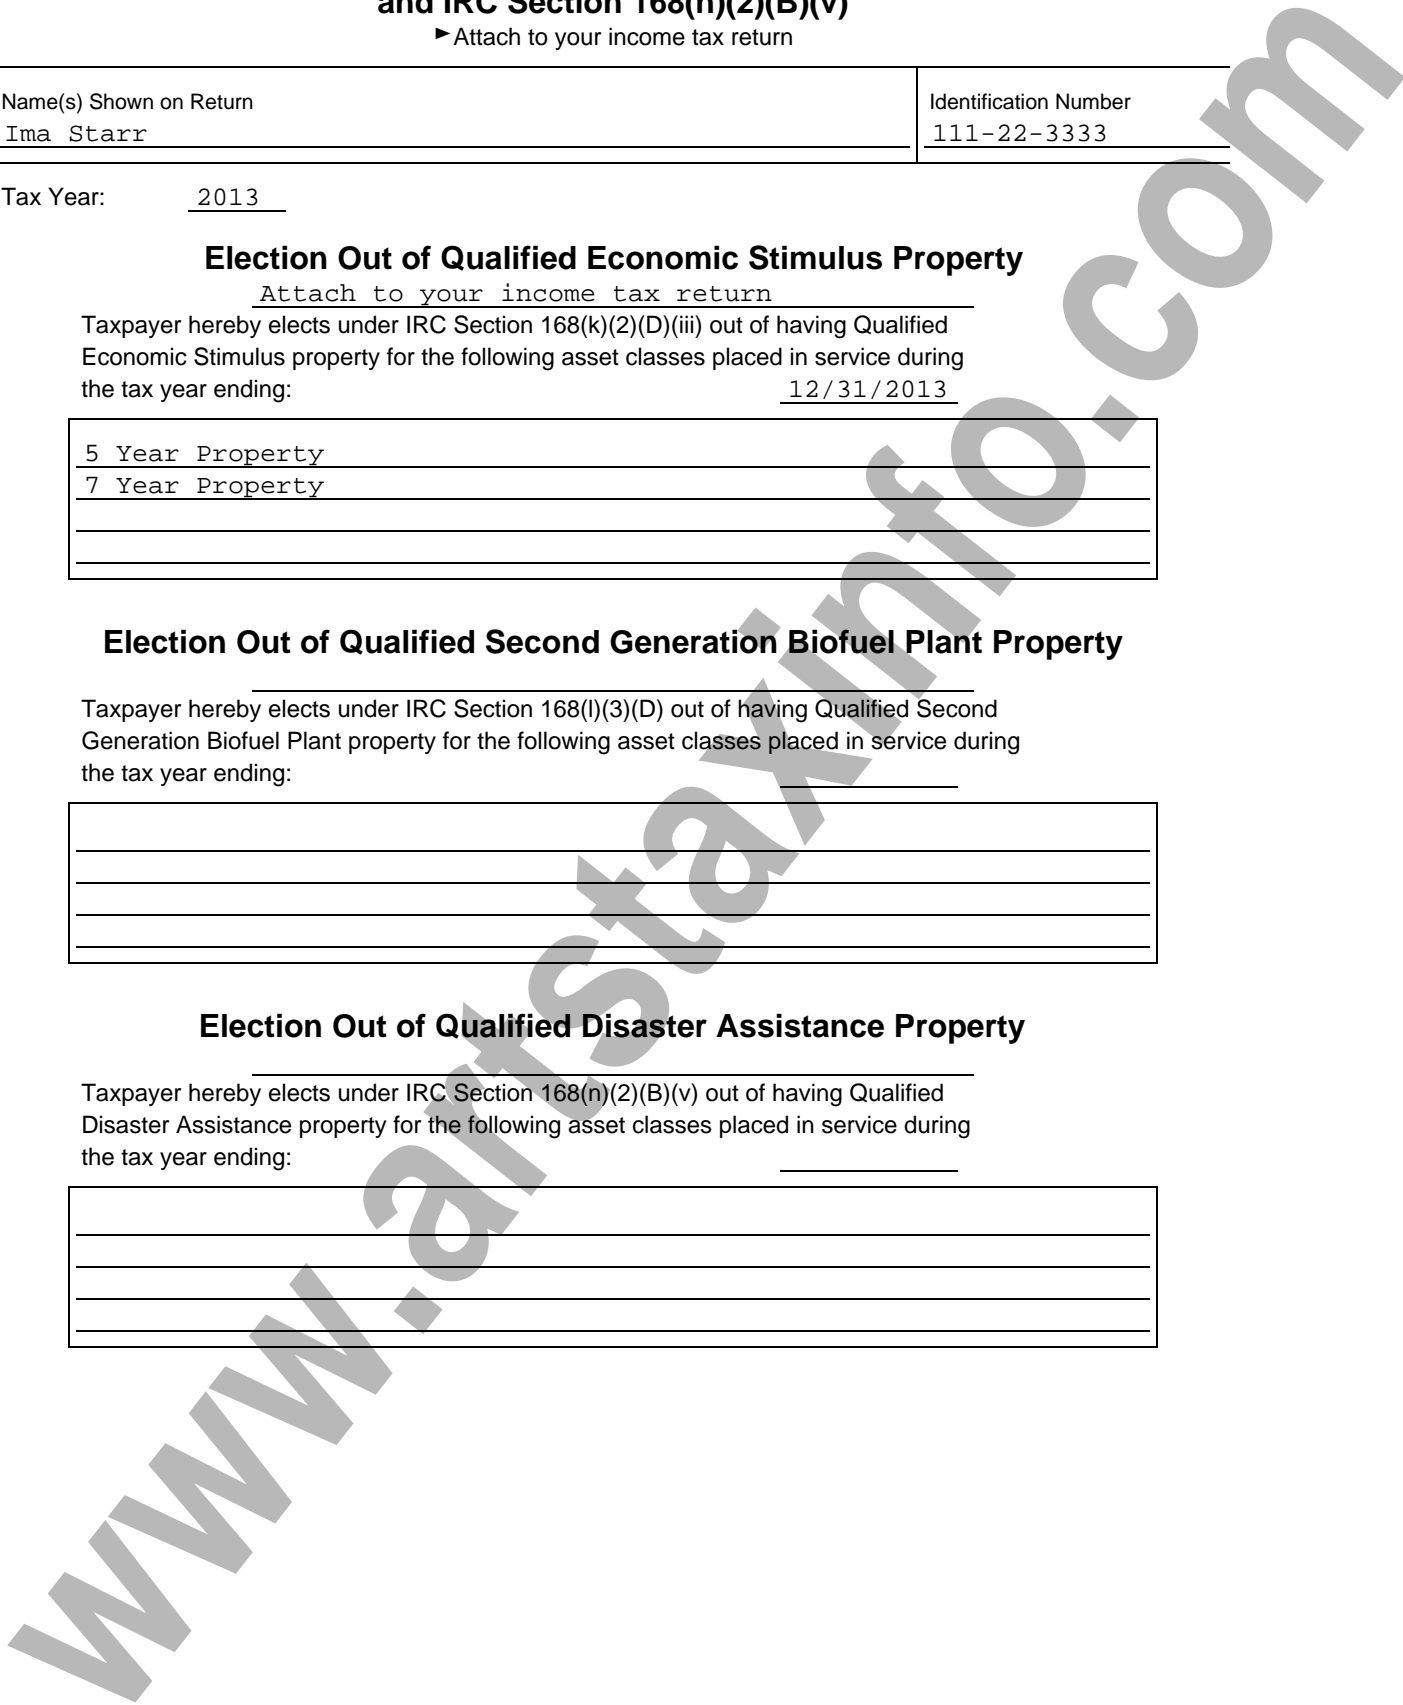 and IRC Section 168(n)(2)(B)(v)
►Attach to your income tax return
Name(s) Shown on Return
Identification Number
Ima Starr
111-22-3333
Tax Year: 2013
Election Out of Qualified Economic Stimulus Property
Attach to your income tax return
Taxpayer hereby elects under IRC Section 168(k)(2)(D)(iii) out of having Qualified
Economic Stimulus property for the following asset classes placed in service during
the tax year ending: 12/31/2013
5 Year Property
7 Year Property
Election Out of Qualified Second Generation Biofuel Plant Property
Taxpayer hereby elects under IRC Section 168(l)(3)(D) out of having Qualified Second
Generation Biofuel Plant property for the following asset classes placed in service during
the tax year ending:
Election Out of Qualified Disaster Assistance Property
Taxpayer hereby elects under IRC Section 168(n)(2)(B)(v) out of having Qualified
Disaster Assistance property for the following asset classes placed in service during
the tax year ending:
www.artstaxinfo.com